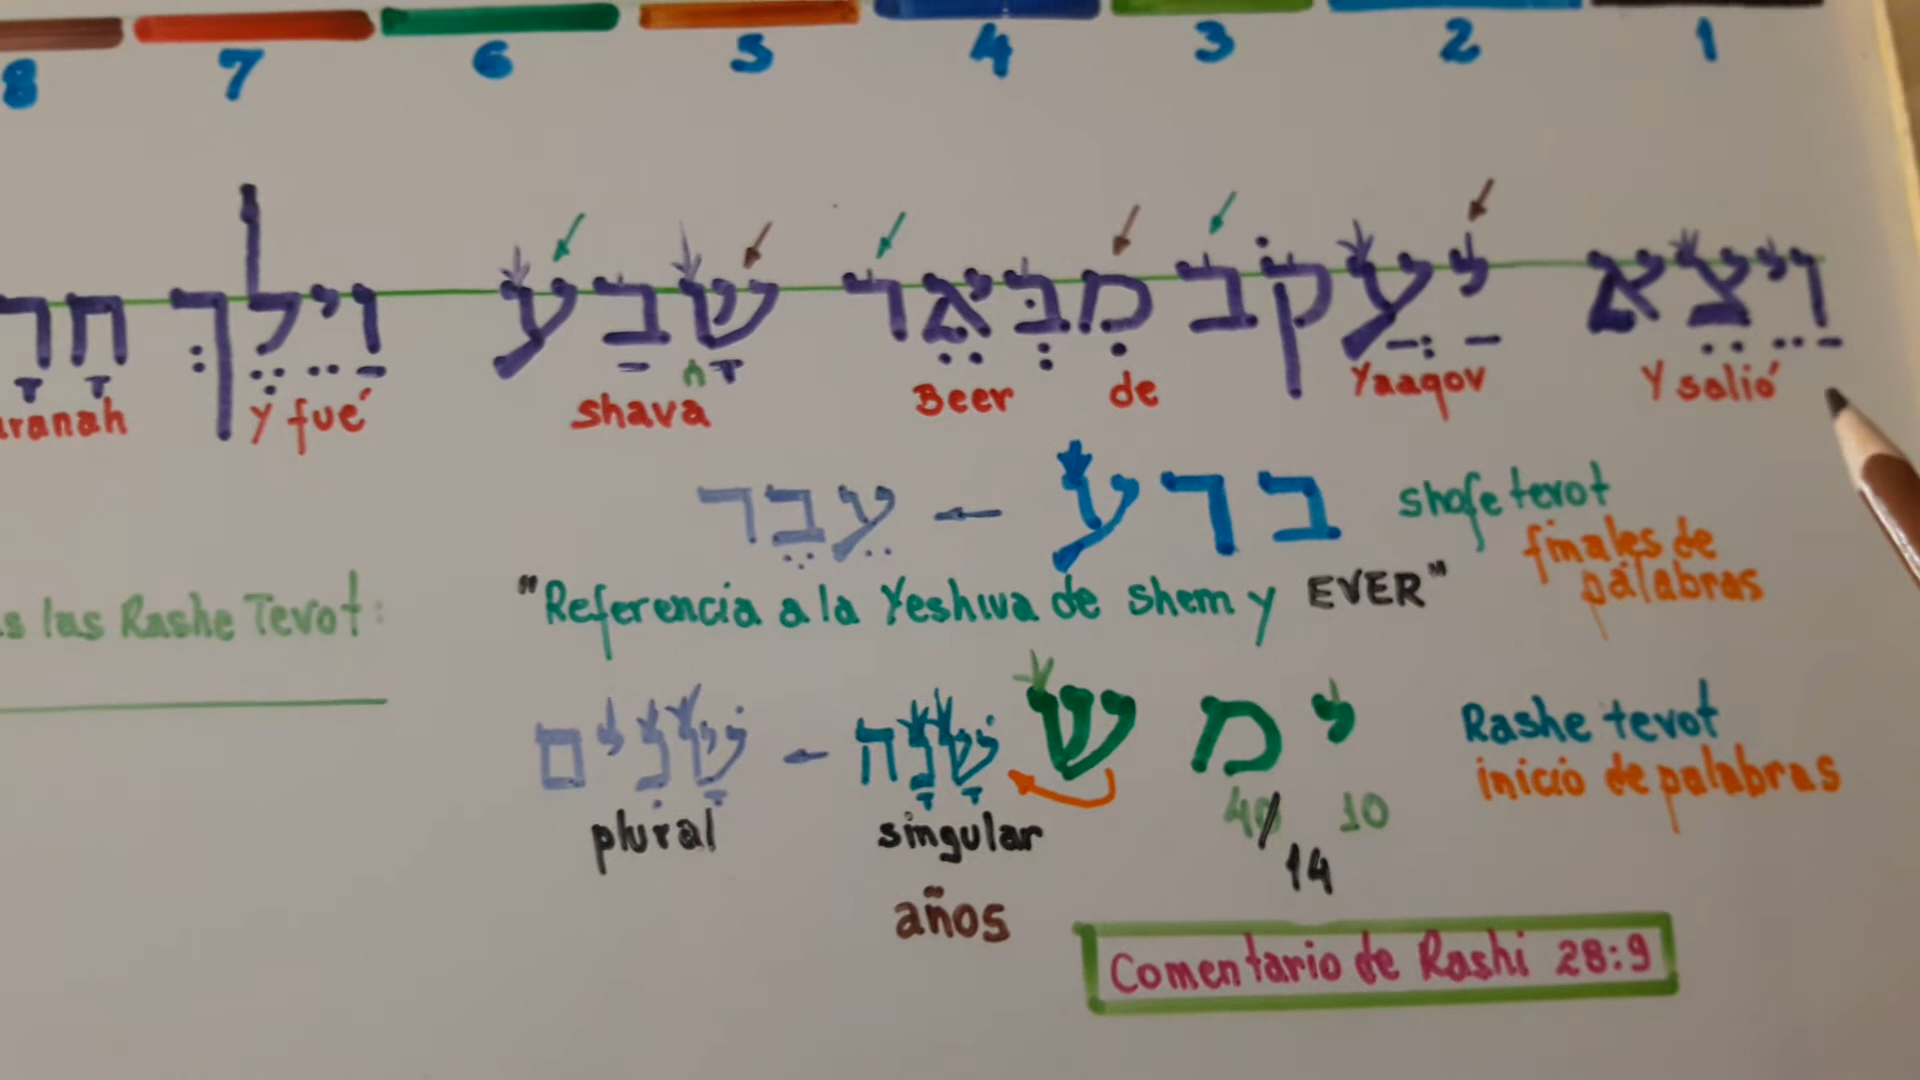 8 7 6 5 4 3 2 1
וַיֵּצֵא יַעֲקֹב מִבְּאֵר שָׁבַע וַיֵּלֶךְ חָרָ
Y salió Yaaqov de Beer shava y fué aranah
ברע ← עֵבֶר
shofe tevot
finales de
palabras
"Referencia a la Yeshiva de Shem y EVER"
s las Rashe Tevot:
י מ ש שָׁנָה ← שָׁנִים
Rashe tevot
inicio de palabras
40/ 10
14
singular
plural
años
Comentario de Rashi 28:9